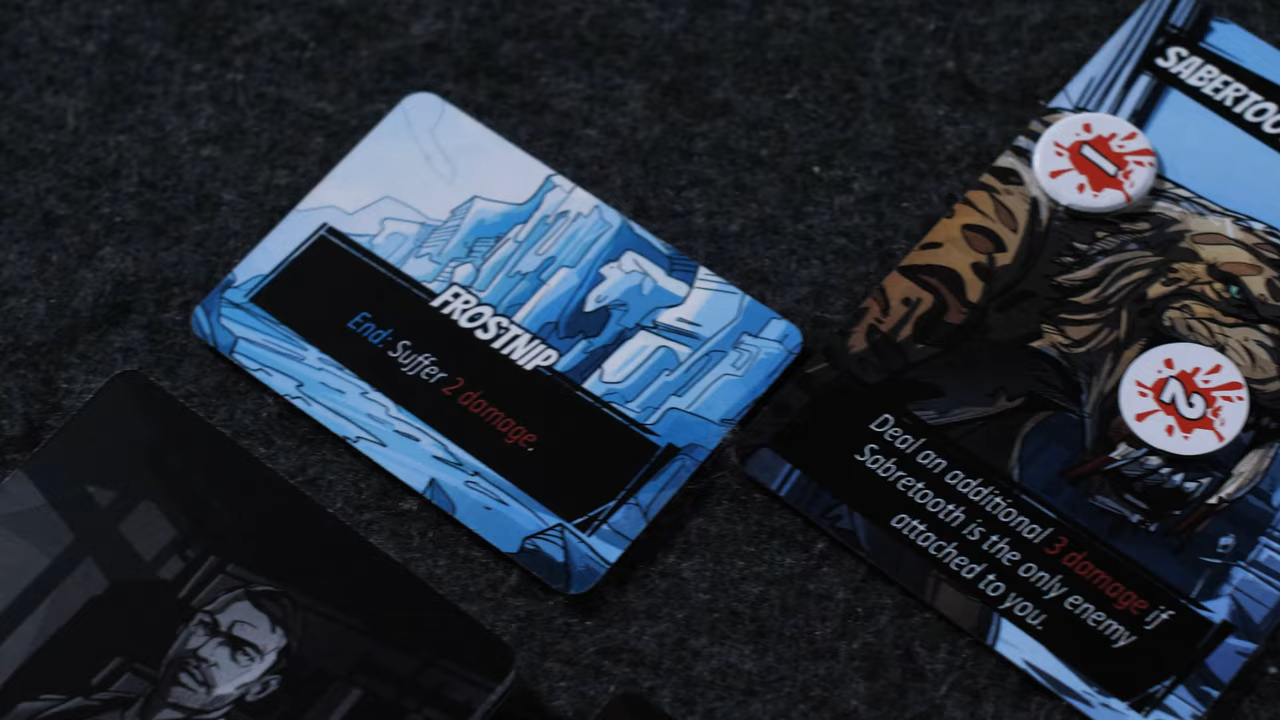 FROSTNIP
End: Suffer 2 damage.
1
2
Deal an additional 3 damage if
Sabretooth is the only enemy
attached to you.